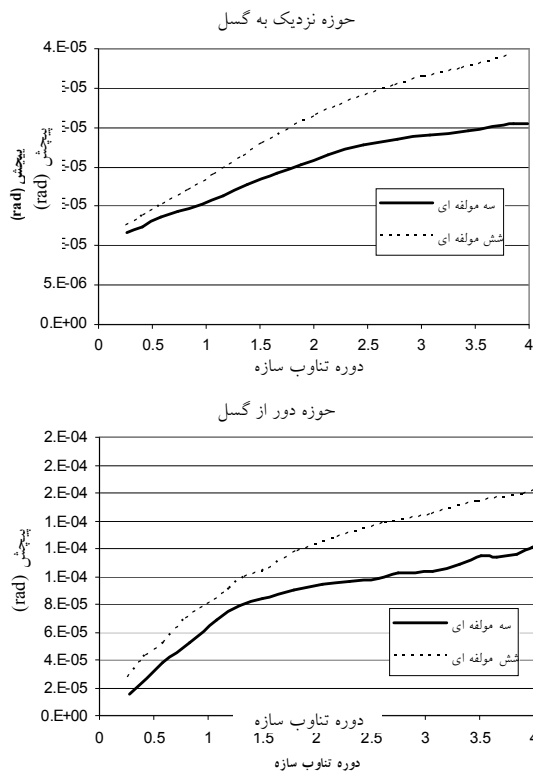 حوزه نزدیک به گسل
4.E-05
E-05
E-05
E-05
E-05
E-05
5.E-06
0.E+00
پیچش (rad)
پیچش (rad)
سه مولفه ای
شش مولفه ای
0 0.5 1 1.5 2 2.5 3 3.5 4
دوره تناوب سازه
حوزه دور از گسل
2.E-04
2.E-04
2.E-04
1.E-04
1.E-04
1.E-04
8.E-05
6.E-05
4.E-05
2.E-05
0.E+00
پیچش (rad)
سه مولفه ای
شش مولفه ای
دوره تناوب سازه
0 0.5 1 1.5 2 2.5 3 3.5 4
دوره تناوب سازه